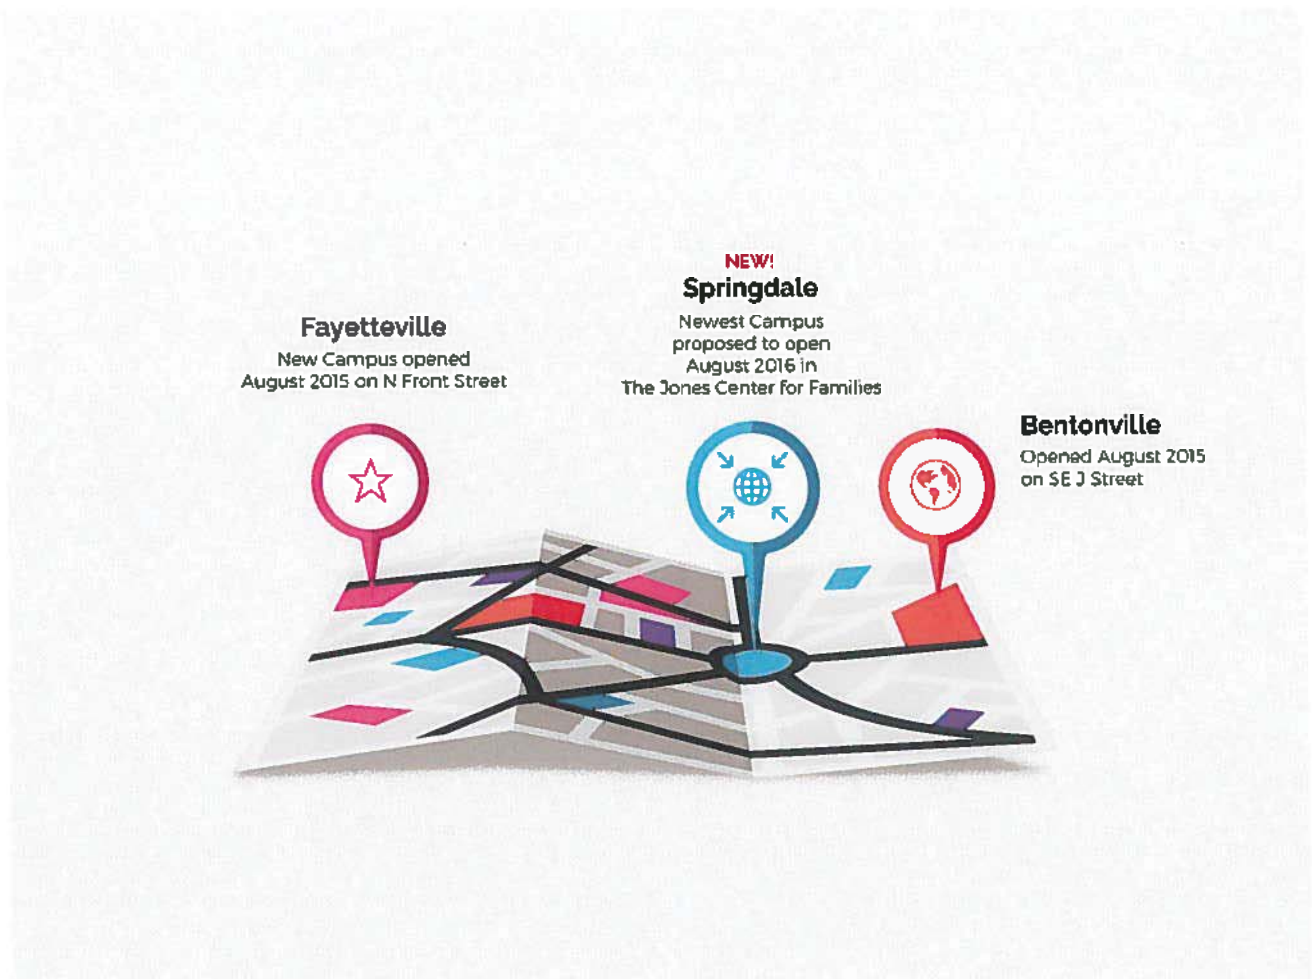 Fayetteville
New Campus opened
August 2015 on N Front Street
NEW!
Springdale
Newest Campus
proposed to open
August 2016 in
The Jones Center for Families
Bentonville
Opened August 2015
on SE J Street